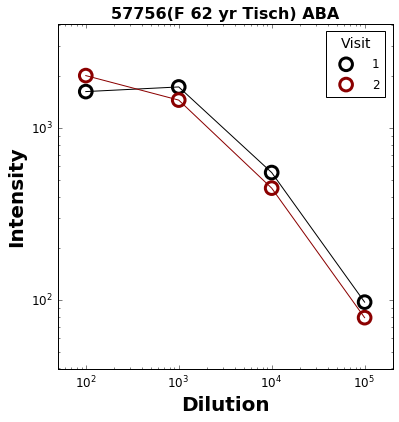 57756(F 62 yr Tisch) ABA
Visit
1
2
Intensity
10³
10²
10² 10³ 10⁴ 10⁵
Dilution